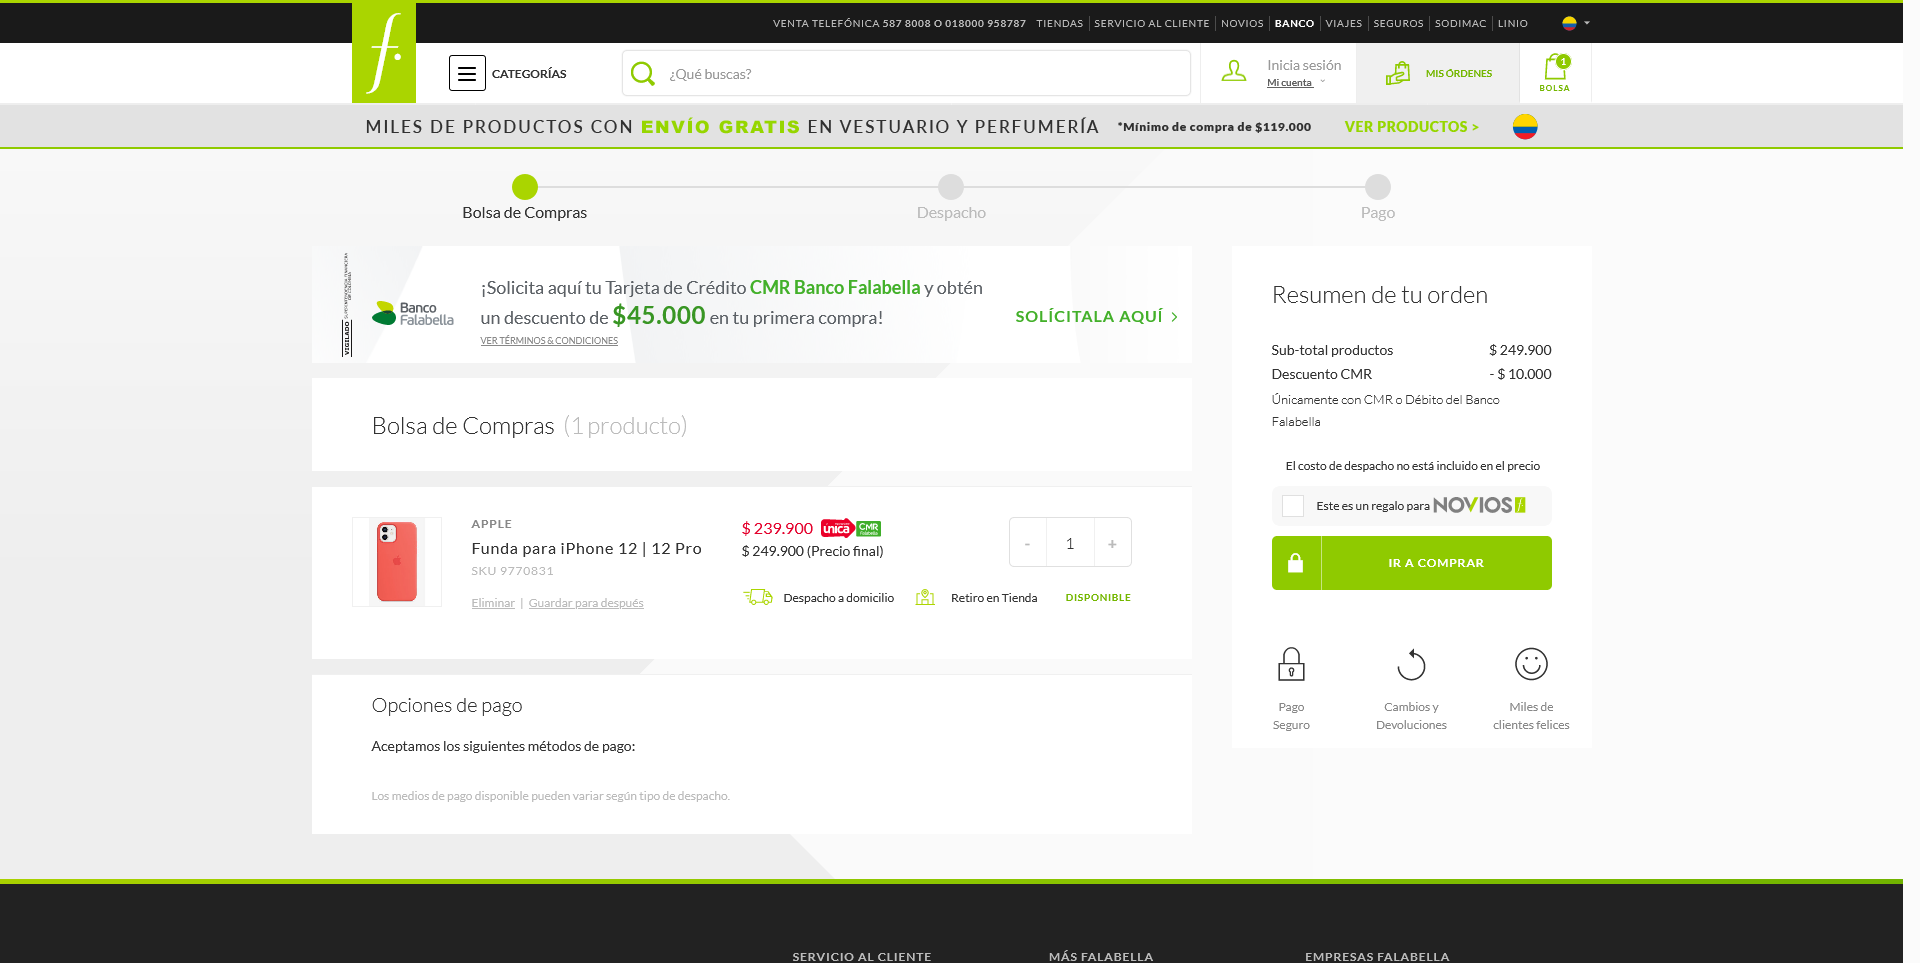 VENTA TELEFÓNICA 587 8008 O 018000 958787 TIENDAS SERVICIO AL CLIENTE NOVIOS BANCO VIAJES SEGUROS SODIMAC LINIO
f.
CATEGORÍAS
¿Qué buscas?
Inicia sesión
Mi cuenta
MIS ÓRDENES
1
BOLSA
MILES DE PRODUCTOS CON ENVÍO GRATIS EN VESTUARIO Y PERFUMERÍA *Mínimo de compra de $119.000 VER PRODUCTOS >
Bolsa de Compras
Despacho
Pago
VIGILADO SUPERINTENDENCIA FINANCIERA DE COLOMBIA
Banco
Falabella
¡Solicita aquí tu Tarjeta de Crédito CMR Banco Falabella y obtén
un descuento de $45.000 en tu primera compra!
VER TÉRMINOS & CONDICIONES
SOLÍCITALA AQUÍ >
Bolsa de Compras (1 producto)
APPLE
Funda para iPhone 12 | 12 Pro
SKU 9770831
Eliminar | Guardar para después
$ 239.900 única CMR Falabella
$ 249.900 (Precio final)
Despacho a domicilio
Retiro en Tienda
DISPONIBLE
- 1 +
Opciones de pago
Aceptamos los siguientes métodos de pago:
Los medios de pago disponible pueden variar según tipo de despacho.
Resumen de tu orden
Sub-total productos $ 249.900
Descuento CMR - $ 10.000
Únicamente con CMR o Débito del Banco
Falabella
El costo de despacho no está incluido en el precio
Este es un regalo para NOVIOS f
IR A COMPRAR
Pago
Seguro
Cambios y
Devoluciones
Miles de
clientes felices
SERVICIO AL CLIENTE
MÁS FALABELLA
EMPRESAS FALABELLA